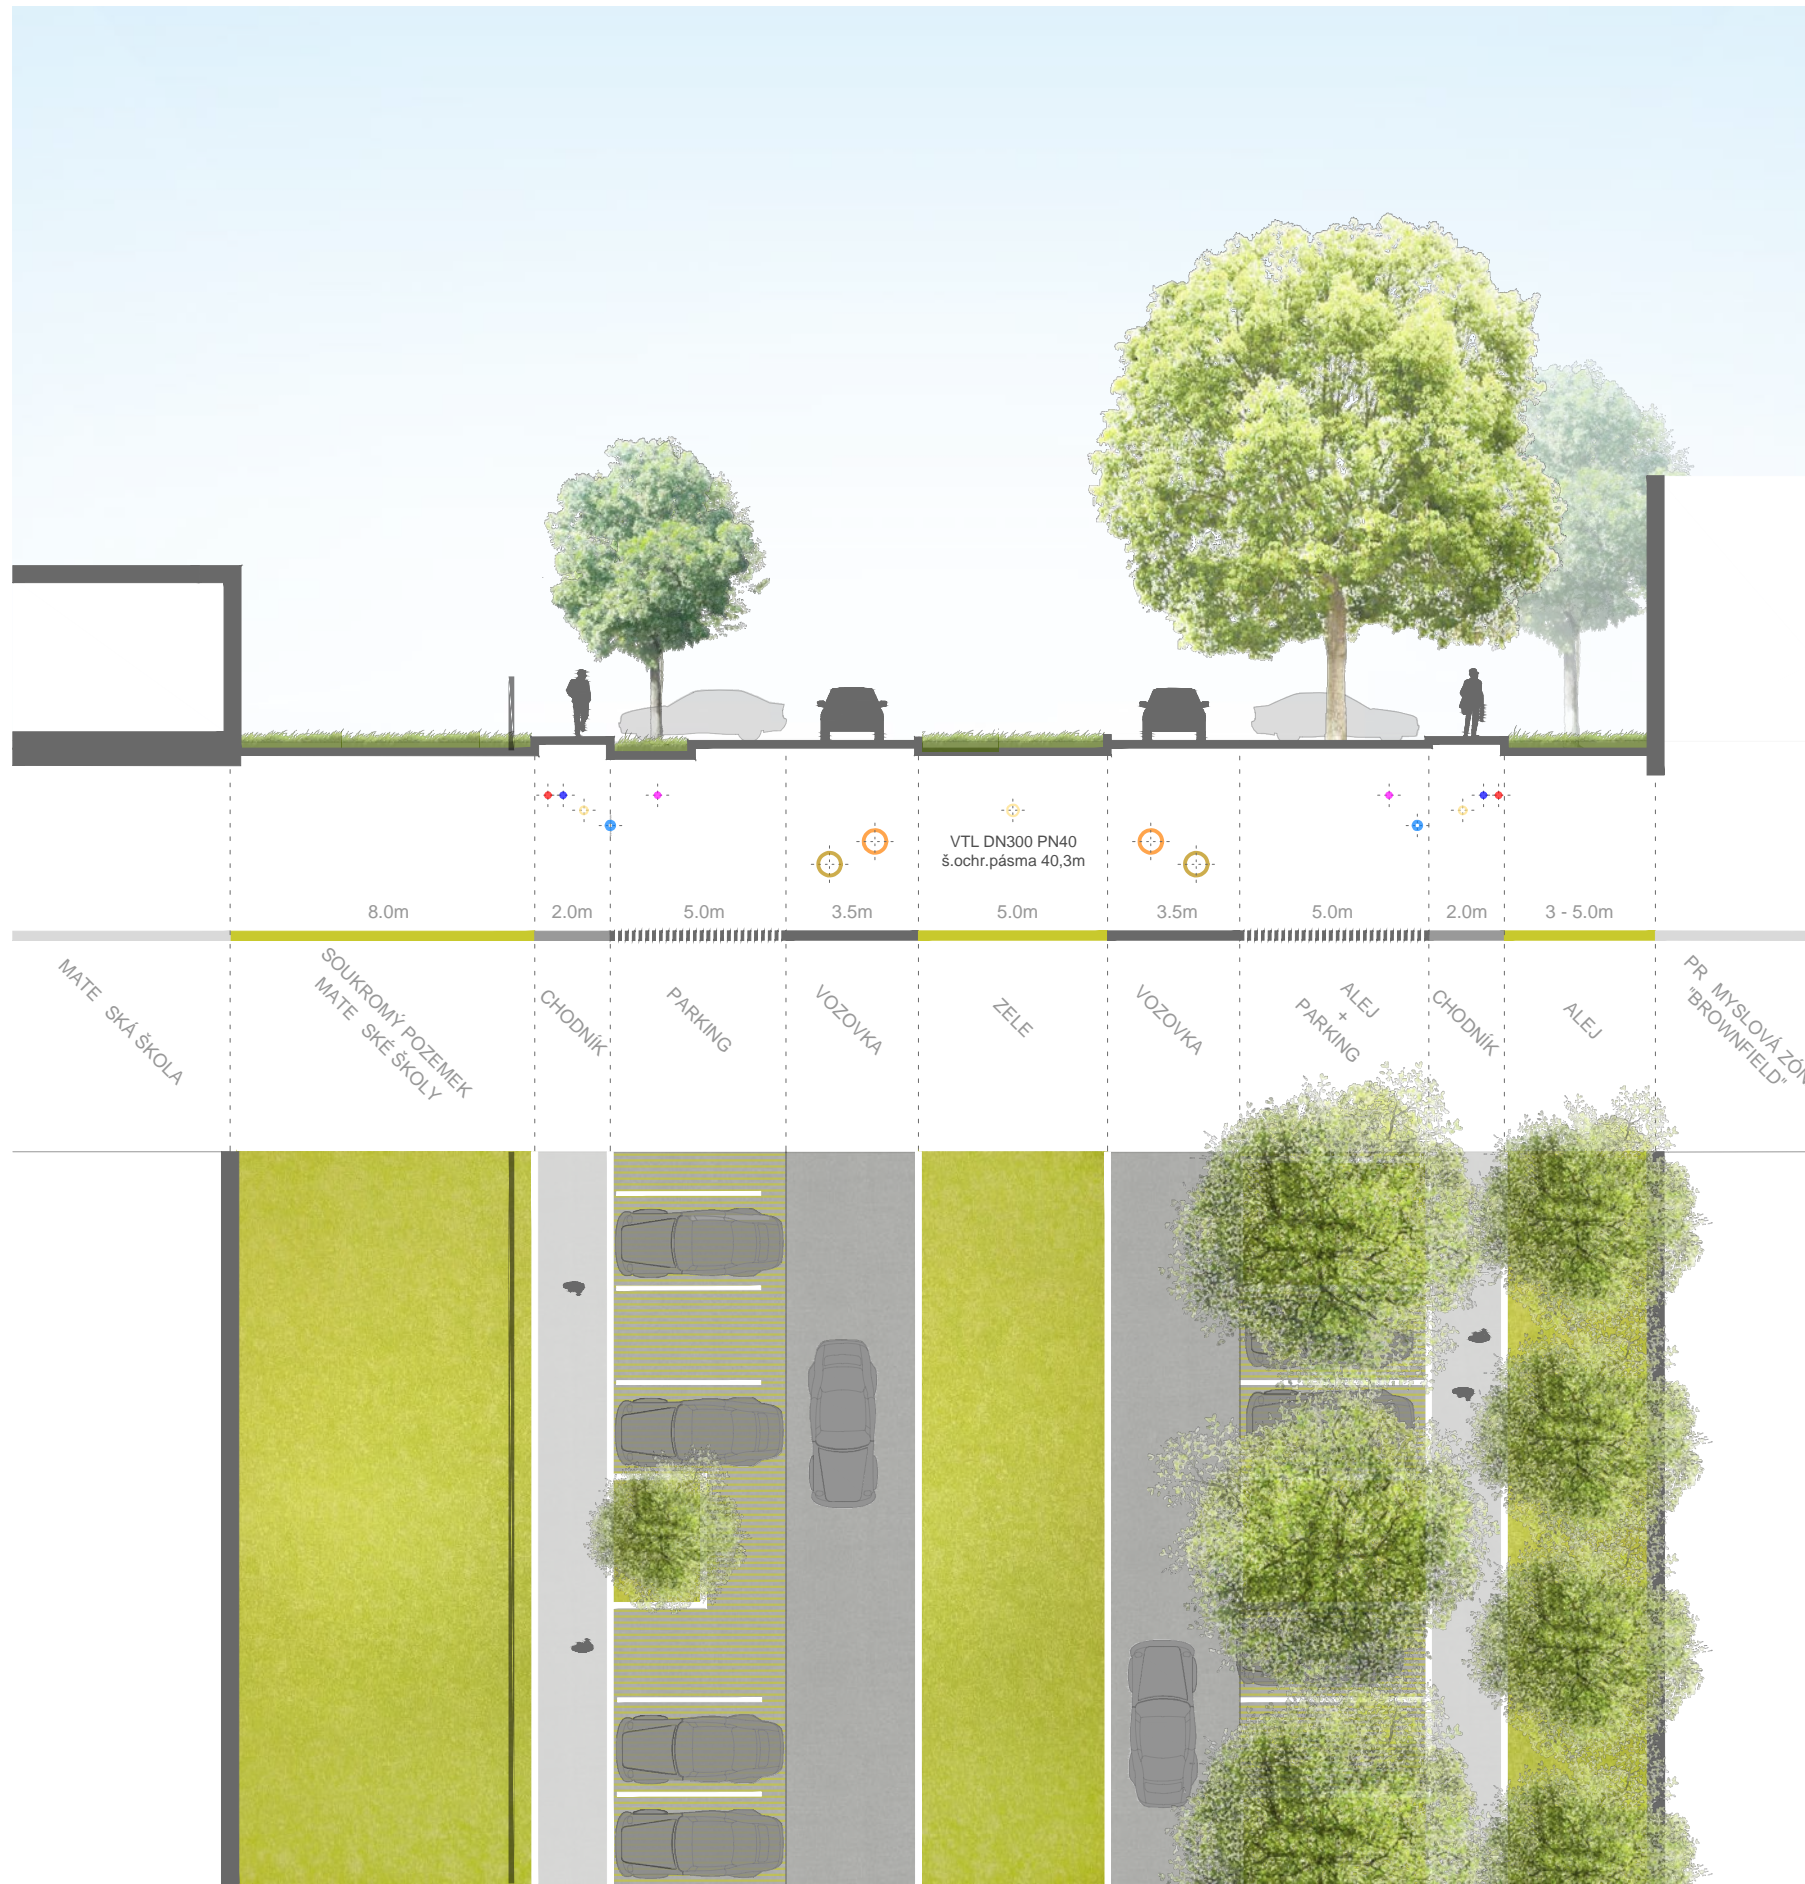 VTL DN300 PN40
š.ochr.pásma 40,3m
8.0m 2.0m 5.0m 3.5m 5.0m 3.5m 5.0m 2.0m 3 - 5.0m
MATE SKÁ ŠKOLA
SOUKROMÝ POZEMEK
MATE SKÉ ŠKOLY
CHODNÍK
PARKING
VOZOVKA
ZELE
VOZOVKA
ALEJ
+
PARKING
CHODNÍK
ALEJ
PR MYSLOVÁ ZÓN
"BROWNFIELD"